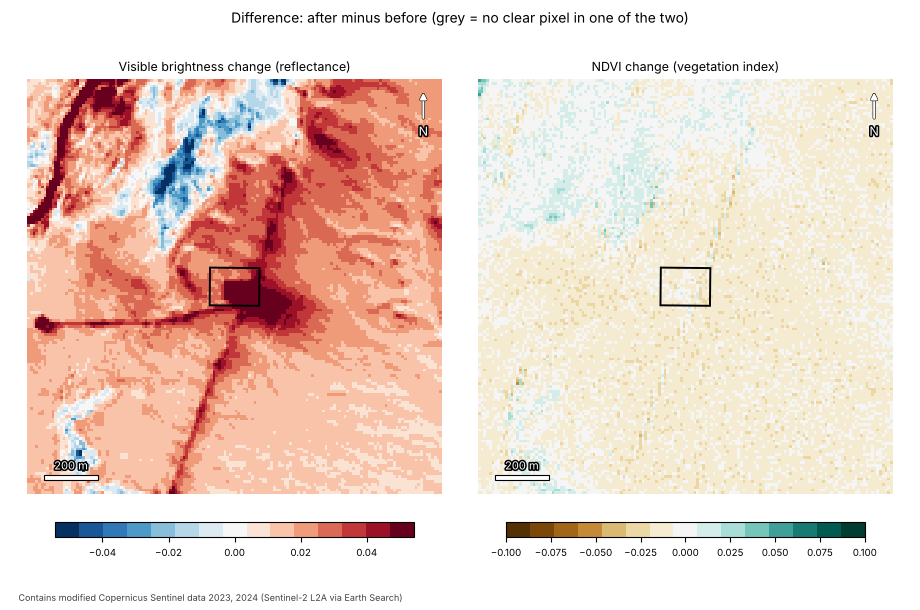 Difference: after minus before (grey = no clear pixel in one of the two)
Visible brightness change (reflectance)
NDVI change (vegetation index)
N
N
200 m
200 m
−0.04 −0.02 0.00 0.02 0.04
−0.100 −0.075 −0.050 −0.025 0.000 0.025 0.050 0.075 0.100
Contains modified Copernicus Sentinel data 2023, 2024 (Sentinel-2 L2A via Earth Search)